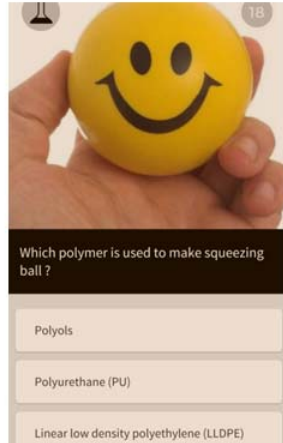 18
Which polymer is used to make squeezing
ball ?
Polyols
Polyurethane (PU)
Linear low density polyethylene (LLDPE)